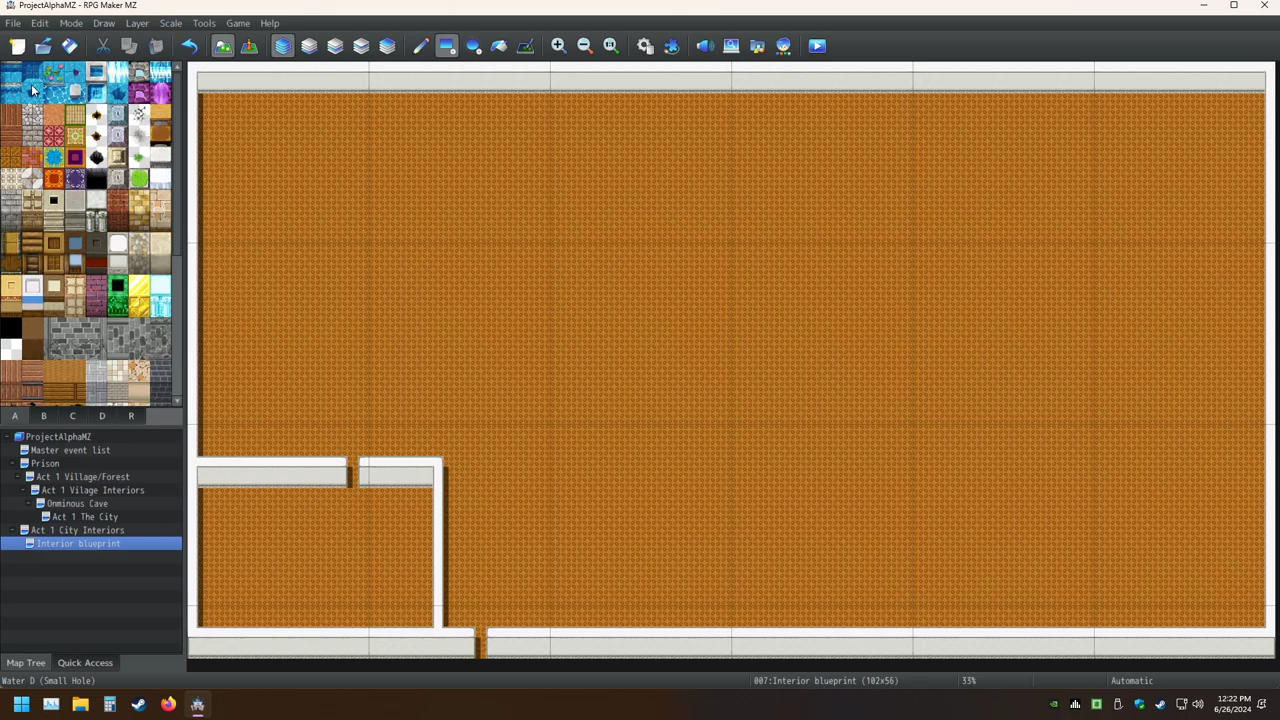 ProjectAlphaMZ - RPG Maker MZ
File Edit Mode Draw Layer Scale Tools Game Help
A B C D R
ProjectAlphaMZ
Master event list
Prison
Act 1 Village/Forest
Act 1 Vilage Interiors
Onminous Cave
Act 1 The City
Act 1 City Interiors
Interior blueprint
Map Tree Quick Access
Water D (Small Hole) 007:Interior blueprint (102x56) 33% Automatic
12:22 PM
6/26/2024